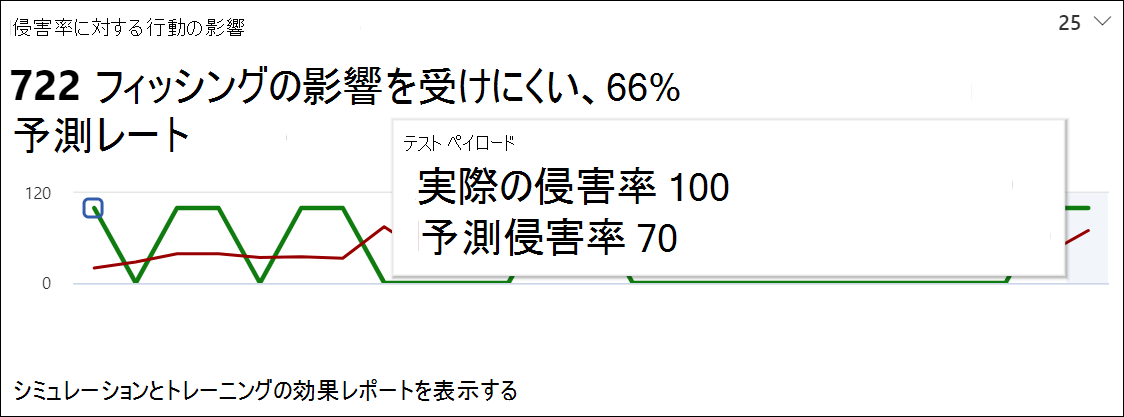 侵害率に対する行動の影響
25
722 フィッシングの影響を受けにくい、66%
予測レート
テスト ペイロード
実際の侵害率 100
予測侵害率 70
120
0
シミュレーションとトレーニングの効果レポートを表示する